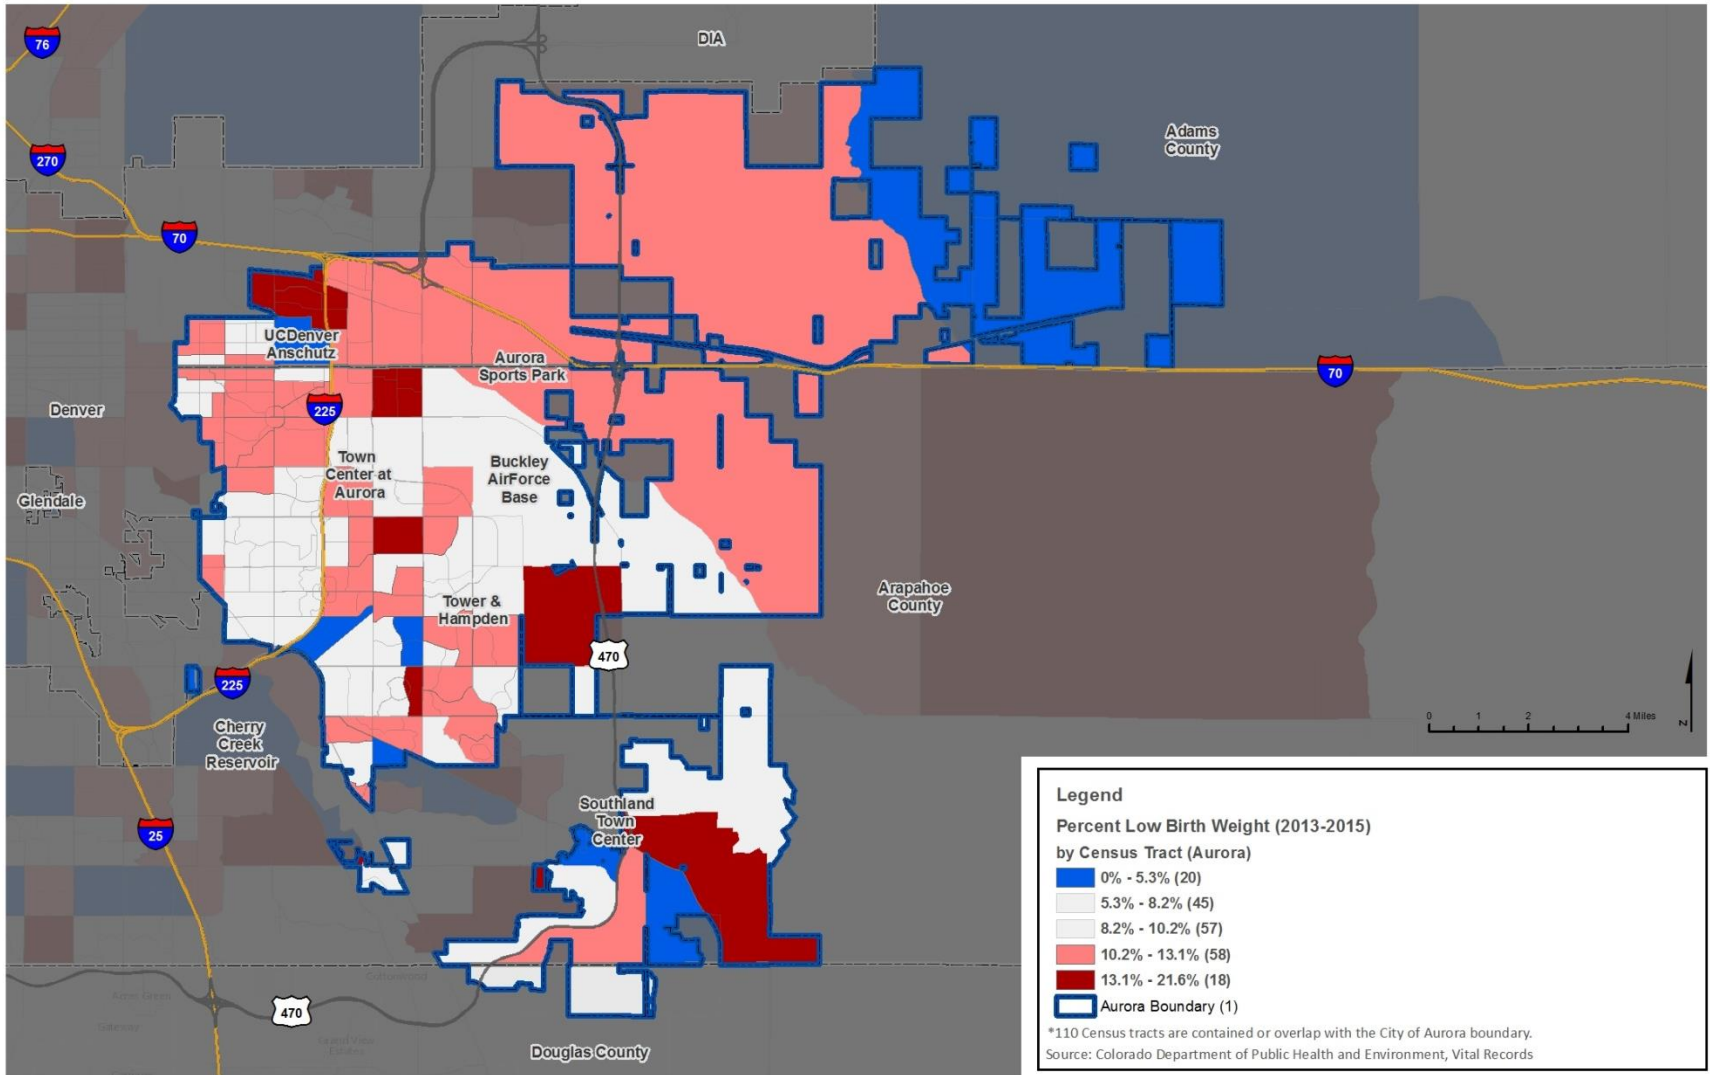 76
DIA
Adams
County
270
70
UCDenver
Anschutz
Aurora
Sports Park
70
Denver
225
Town
Center at
Aurora
Buckley
AirForce
Base
Glendale
Arapahoe
County
Tower &
Hampden
470
225
Cherry
Creek
Reservoir
0 1 2 4 Miles
N
25
Southland
Town
Center
470
Douglas County
Legend
Percent Low Birth Weight (2013-2015)
by Census Tract (Aurora)
0% - 5.3% (20)
5.3% - 8.2% (45)
8.2% - 10.2% (57)
10.2% - 13.1% (58)
13.1% - 21.6% (18)
Aurora Boundary (1)
*110 Census tracts are contained or overlap with the City of Aurora boundary.
Source: Colorado Department of Public Health and Environment, Vital Records